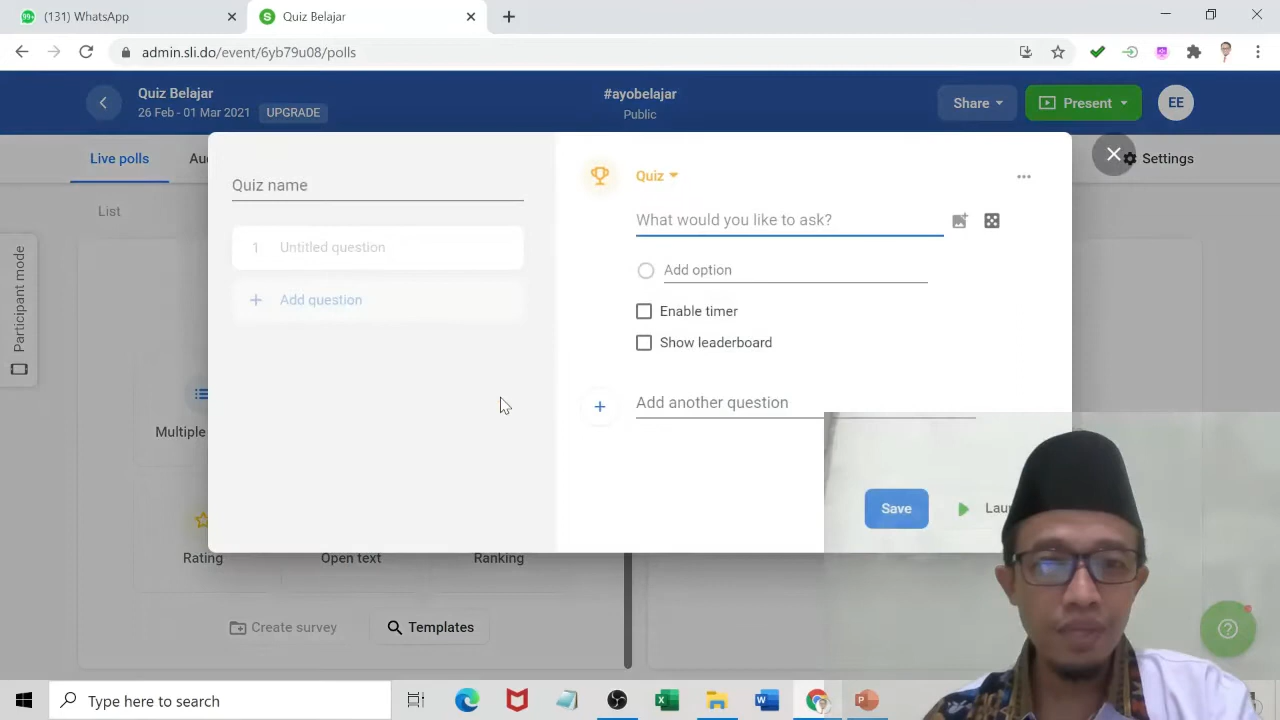 99+
(131) WhatsApp
S
Quiz Belajar
admin.sli.do/event/6yb79u08/polls
Quiz Belajar
26 Feb - 01 Mar 2021
UPGRADE
#ayobelajar
Public
Share
Present
EE
Live polls
Settings
List
Participant mode
Quiz name
1 Untitled question
+ Add question
Quiz
What would you like to ask?
Add option
Enable timer
Show leaderboard
+ Add another question
Save
Multiple
Rating
Open text
Ranking
Create survey
Templates
Type here to search